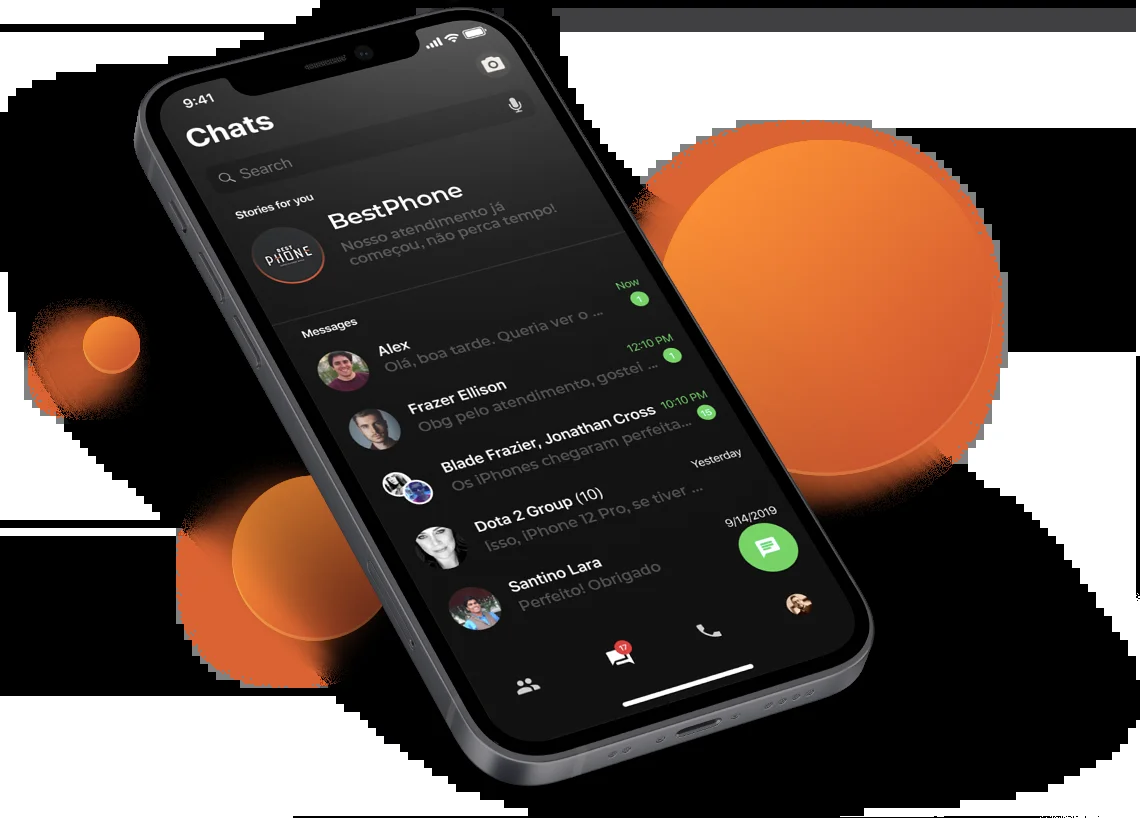 9:41
Chats
Search
Stories for you
BEST
PHONE
BestPhone
Nosso atendimento já
começou, não perca tempo!
Messages
Alex
Now
Olá, boa tarde. Queria ver o ...
1
Frazer Ellison
12:10 PM
Obg pelo atendimento, gostei ...
1
Blade Frazier, Jonathan Cross
10:10 PM
Os iPhones chegaram perfeita...
15
Dota 2 Group (10)
Yesterday
Isso, iPhone 12 Pro, se tiver ...
Santino Lara
9/14/2019
Perfeito! Obrigado
17